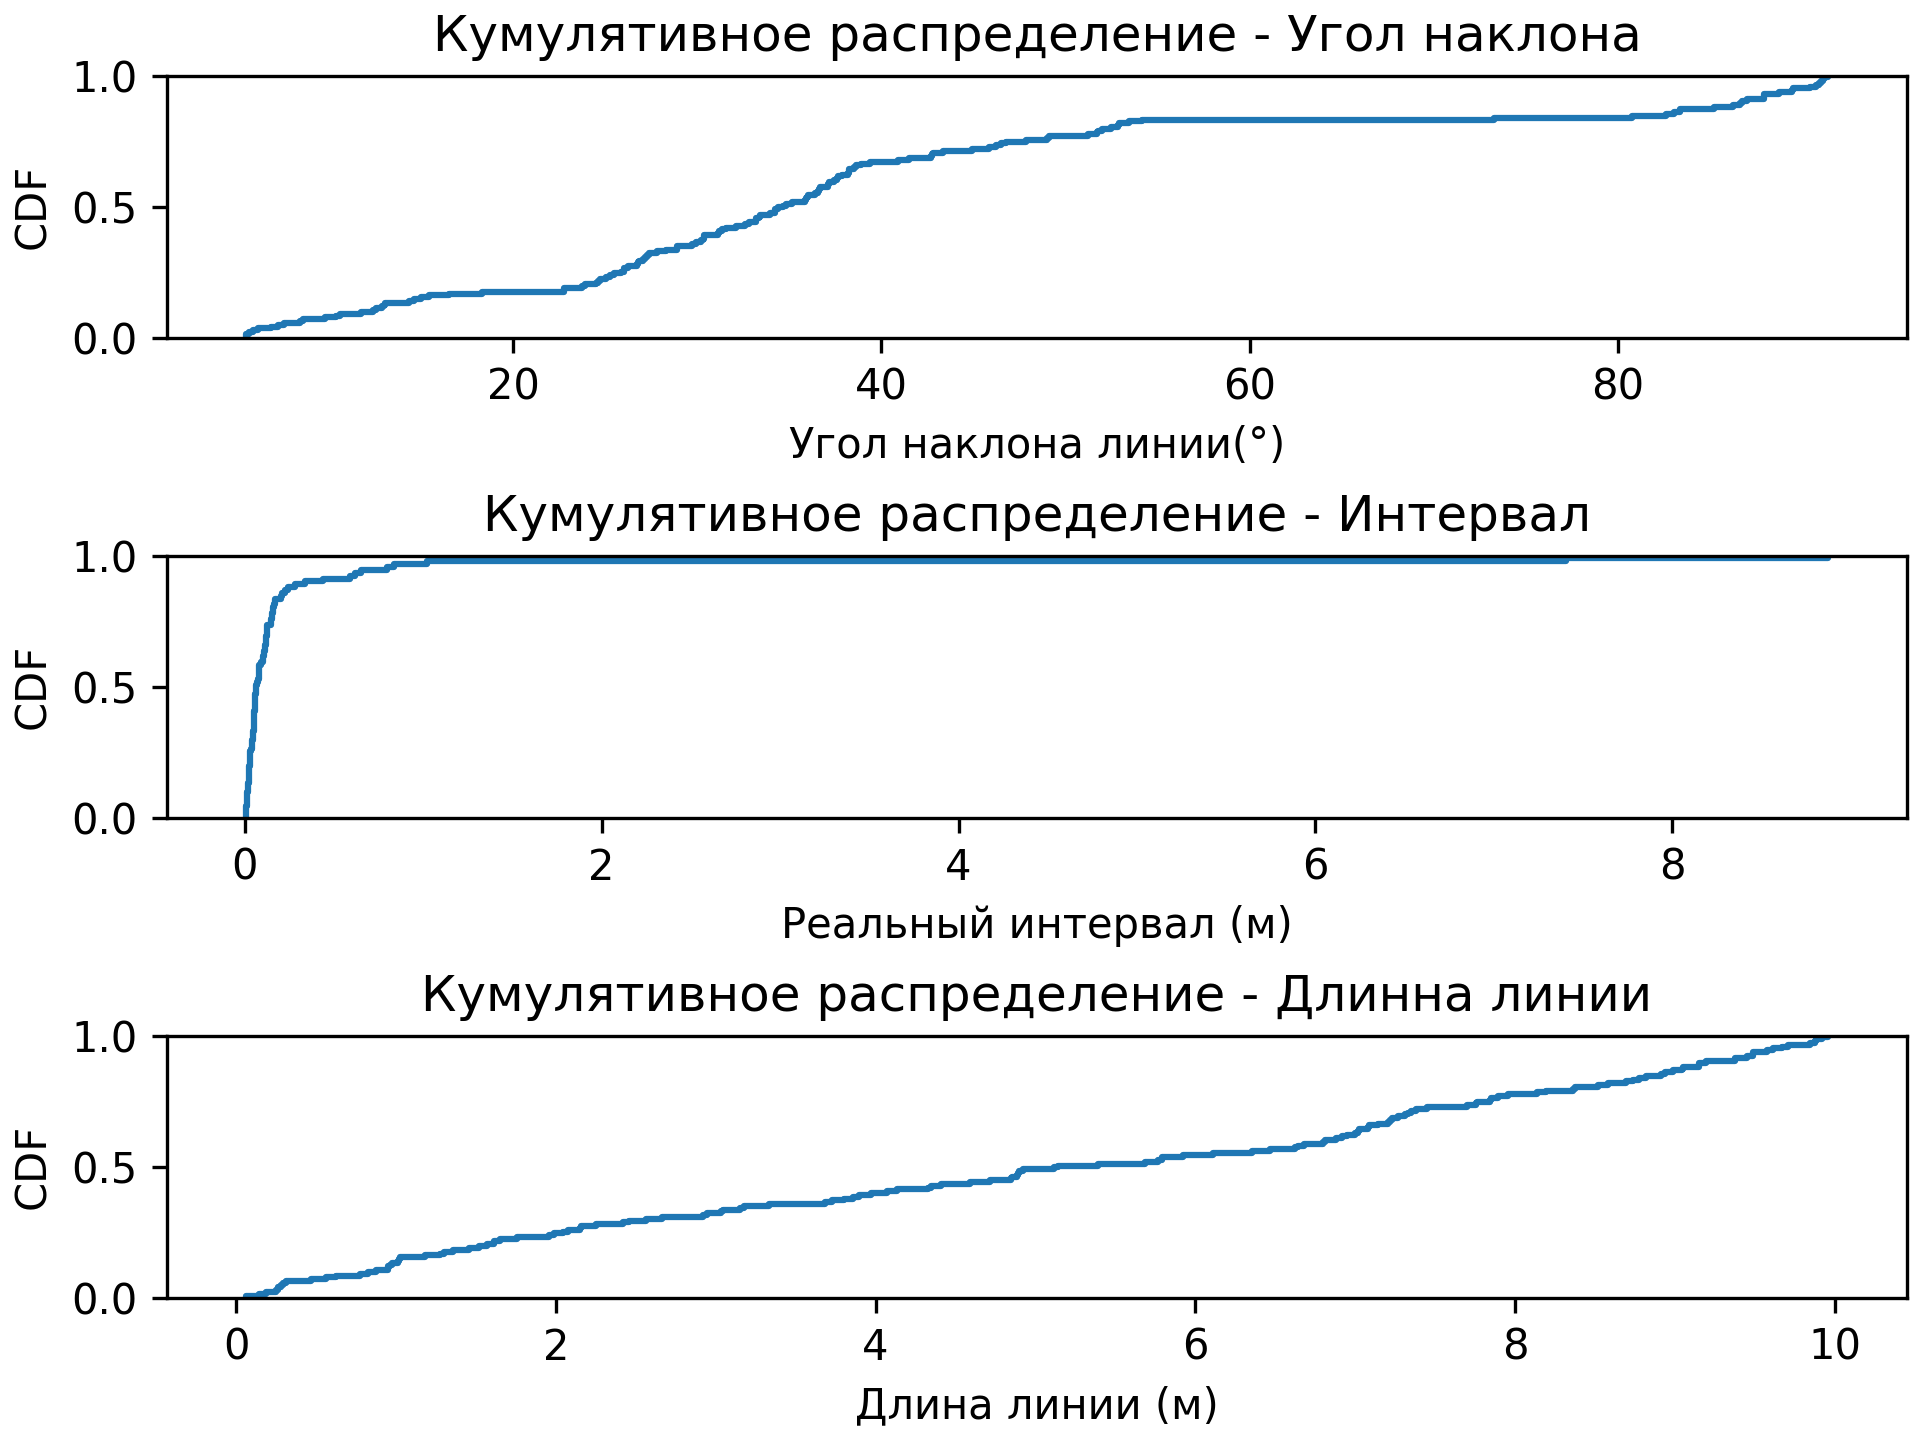 Кумулятивное распределение - Угол наклона
1.0
0.5
0.0
CDF
20 40 60 80
Угол наклона линии(°)
Кумулятивное распределение - Интервал
1.0
0.5
0.0
CDF
0 2 4 6 8
Реальный интервал (м)
Кумулятивное распределение - Длинна линии
1.0
0.5
0.0
CDF
0 2 4 6 8 10
Длина линии (м)